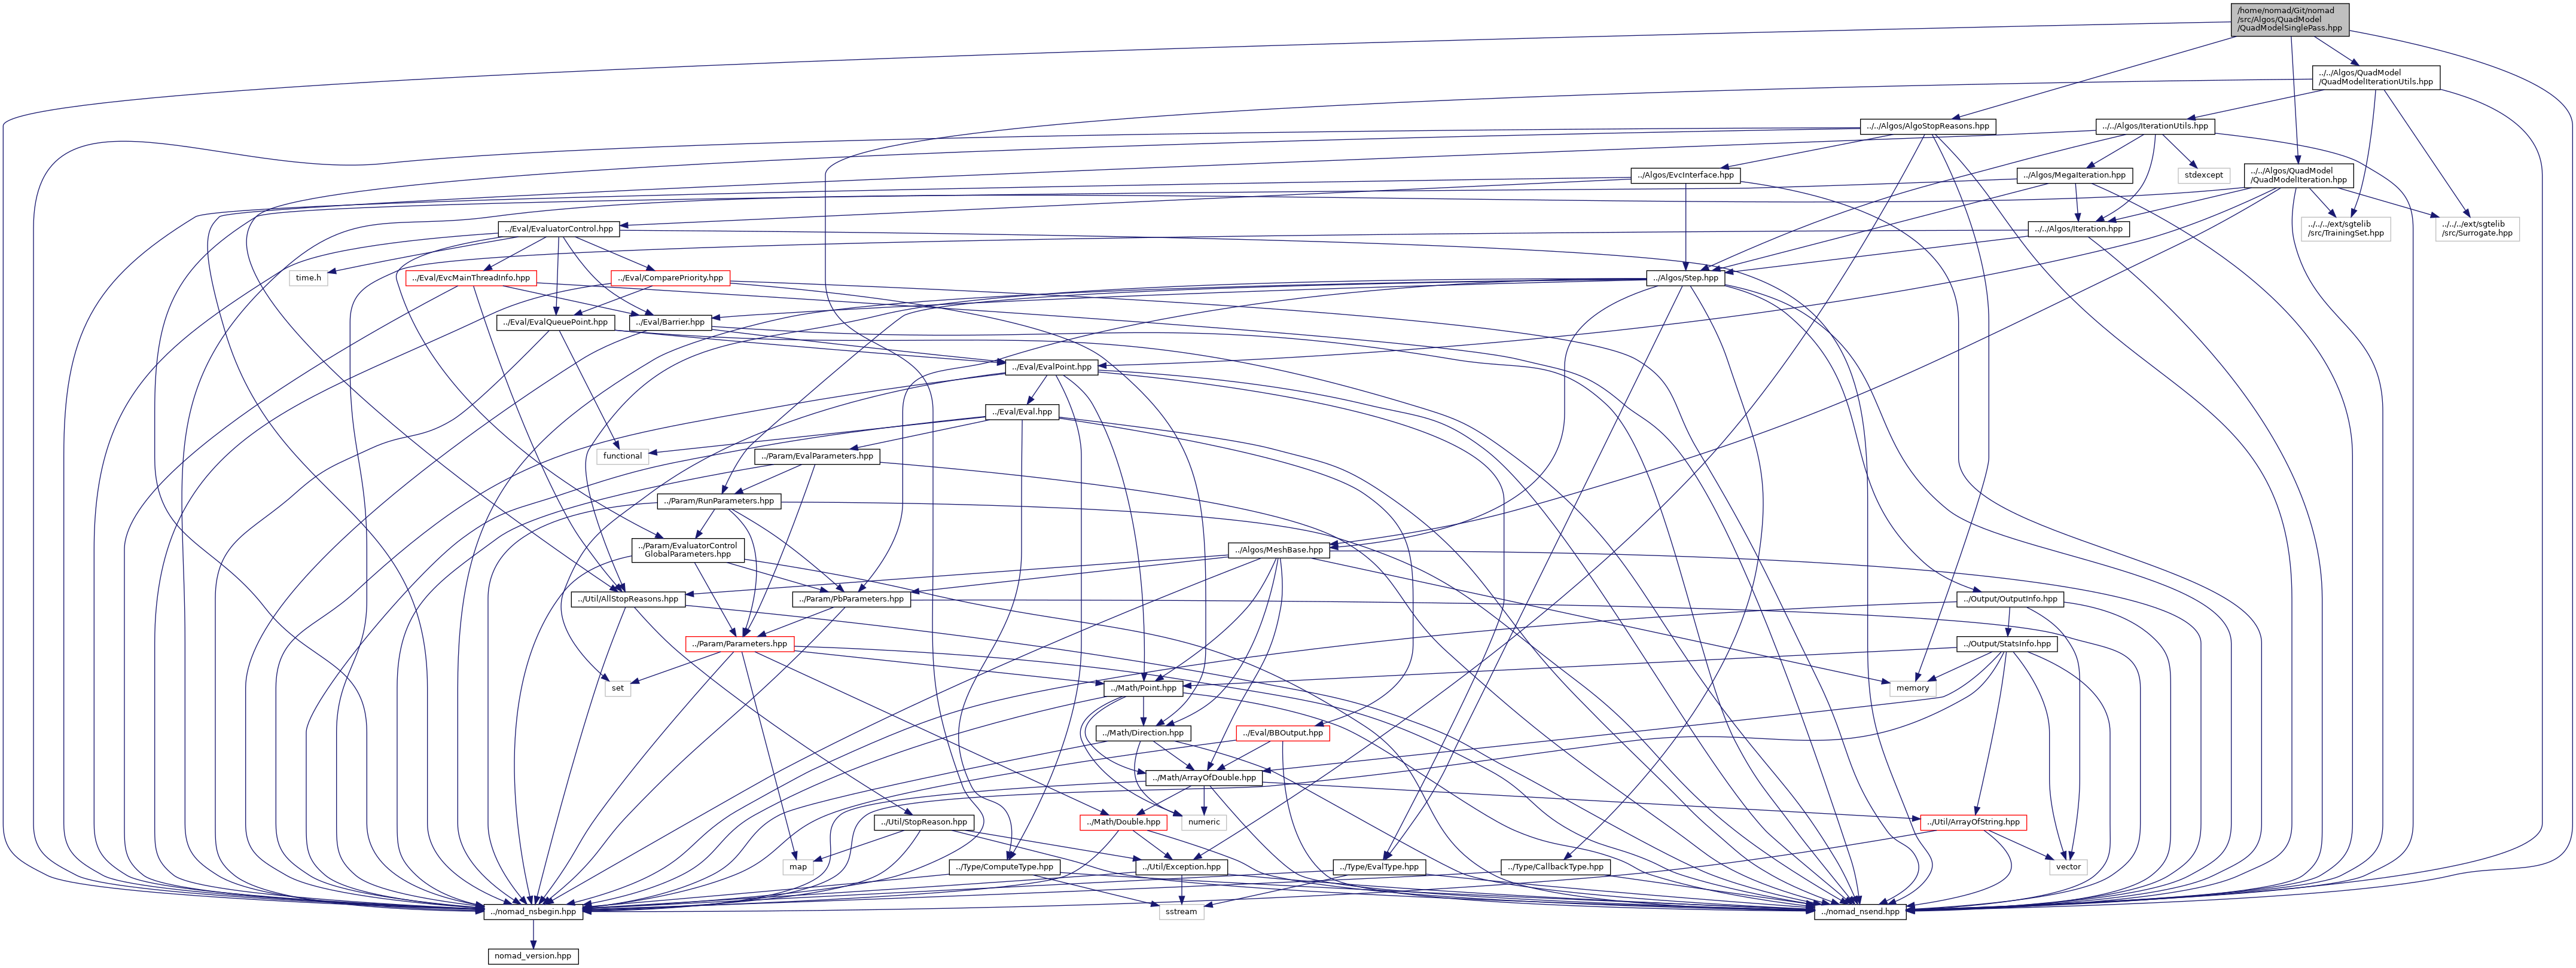 /home/nomad/Git/nomad
/src/Algos/QuadModel
/QuadModelSinglePass.hpp
../../Algos/QuadModel
/QuadModelIterationUtils.hpp
../../Algos/AlgoStopReasons.hpp
../../Algos/IterationUtils.hpp
../Algos/EvcInterface.hpp
../Algos/MegaIteration.hpp
stdexcept
../../Algos/QuadModel
/QuadModelIteration.hpp
../Eval/EvaluatorControl.hpp
../../Algos/Iteration.hpp
../../../ext/sgtelib
/src/TrainingSet.hpp
../../../ext/sgtelib
/src/Surrogate.hpp
time.h
../Eval/EvcMainThreadInfo.hpp
../Eval/ComparePriority.hpp
../Algos/Step.hpp
../Eval/EvalQueuePoint.hpp
../Eval/Barrier.hpp
../Eval/EvalPoint.hpp
../Eval/Eval.hpp
functional
../Param/EvalParameters.hpp
../Param/RunParameters.hpp
../Param/EvaluatorControl
GlobalParameters.hpp
../Algos/MeshBase.hpp
../Util/AllStopReasons.hpp
../Param/PbParameters.hpp
../Output/OutputInfo.hpp
../Param/Parameters.hpp
../Output/StatsInfo.hpp
set
../Math/Point.hpp
memory
../Math/Direction.hpp
../Eval/BBOutput.hpp
../Math/ArrayOfDouble.hpp
../Util/StopReason.hpp
../Math/Double.hpp
numeric
../Util/ArrayOfString.hpp
map
../Type/ComputeType.hpp
../Util/Exception.hpp
../Type/EvalType.hpp
../Type/CallbackType.hpp
vector
../nomad_nsbegin.hpp
sstream
../nomad_nsend.hpp
nomad_version.hpp